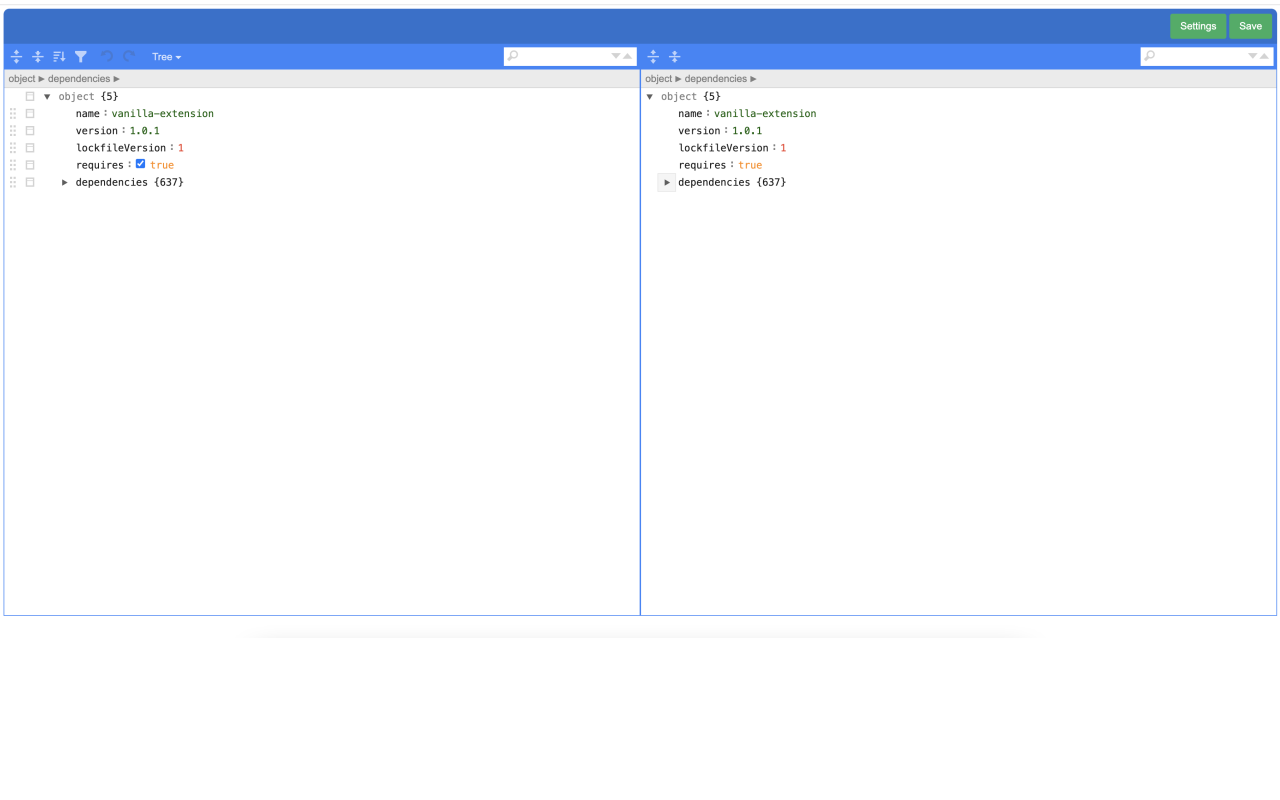 Settings Save
Tree
object ▶ dependencies ▶
object {5}
name : vanilla-extension
version : 1.0.1
lockfileVersion : 1
requires : true
dependencies {637}
object ▶ dependencies ▶
object {5}
name : vanilla-extension
version : 1.0.1
lockfileVersion : 1
requires : true
dependencies {637}